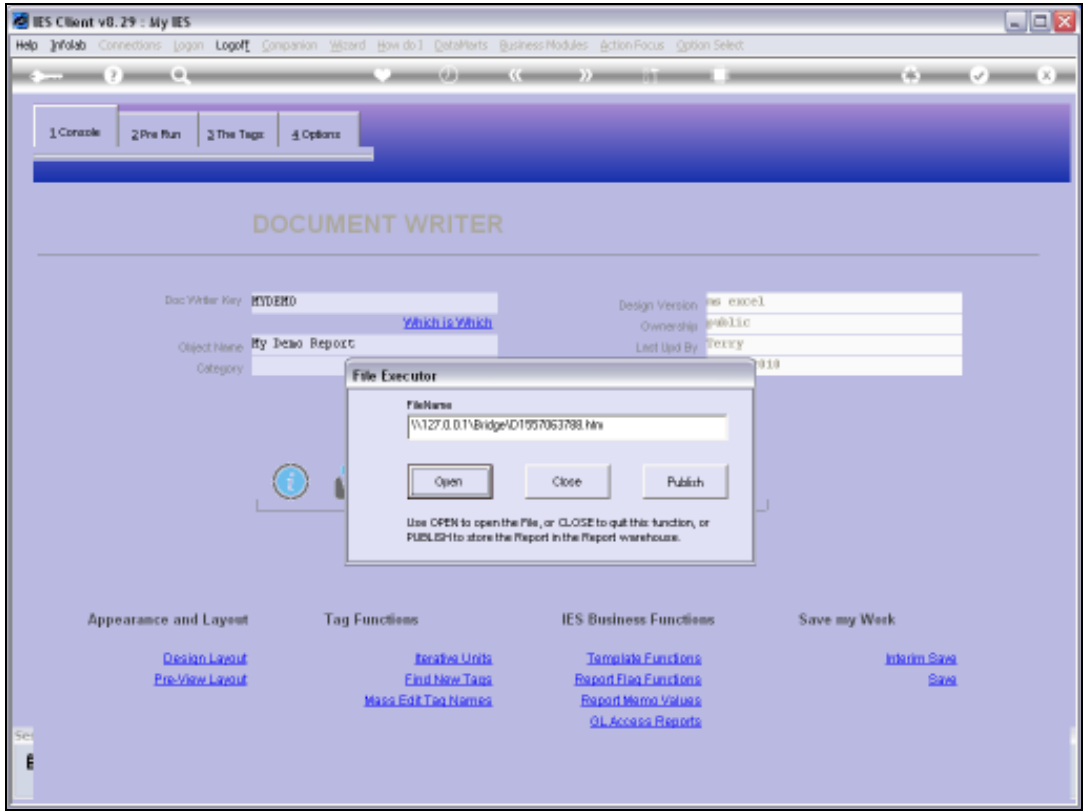 IES Client v8.29 : My IES
Help Infolab Connections Logon Logoff Companion Wizard How do I DataMarts Business Modules Action Focus Option Select
1 Console 2 Pre Run 3 The Tags 4 Options
DOCUMENT WRITER
Doc Writer Key MYDEMO
Which is Which
Object Name My Demo Report
Category
Design Version ms excel
Ownership public
Last Upd By Terry
2010
File Executor
FileName
\\127.0.0.1\Bridge\D1557063788.htm
Open Close Publish
Use OPEN to open the File, or CLOSE to quit this function, or
PUBLISH to store the Report in the Report warehouse.
Appearance and Layout Tag Functions IES Business Functions Save my Work
Design Layout Iterative Units Template Functions Interim Save
Pre-View Layout Find New Tags Report Flag Functions Save
Mass Edit Tag Names Report Memo Values
GL Access Reports